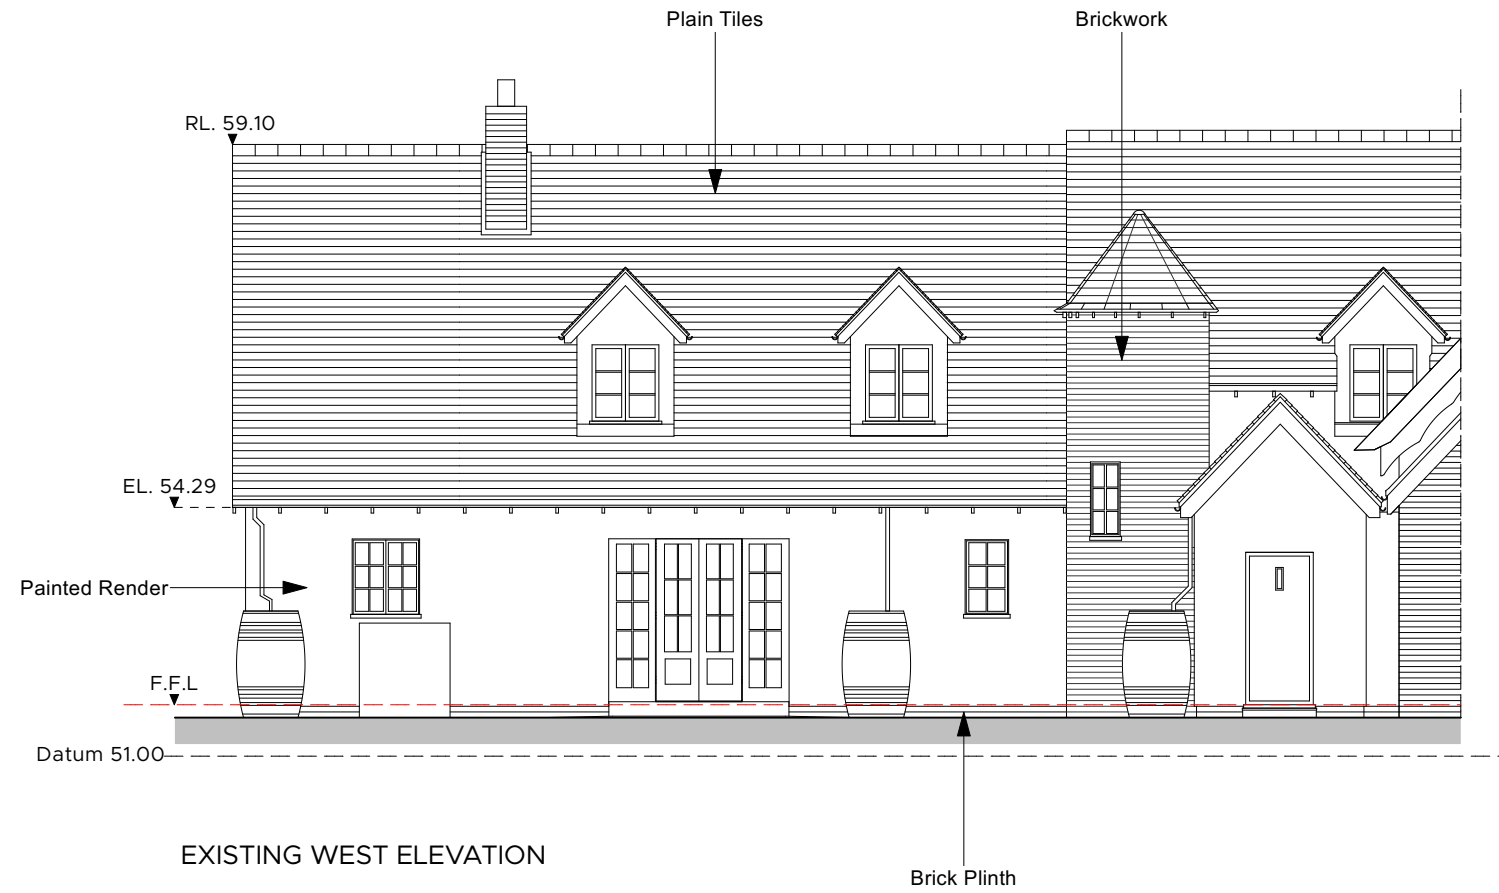 Plain Tiles
Brickwork
RL. 59.10
EL. 54.29
Painted Render
F.F.L
Datum 51.00
EXISTING WEST ELEVATION
Brick Plinth